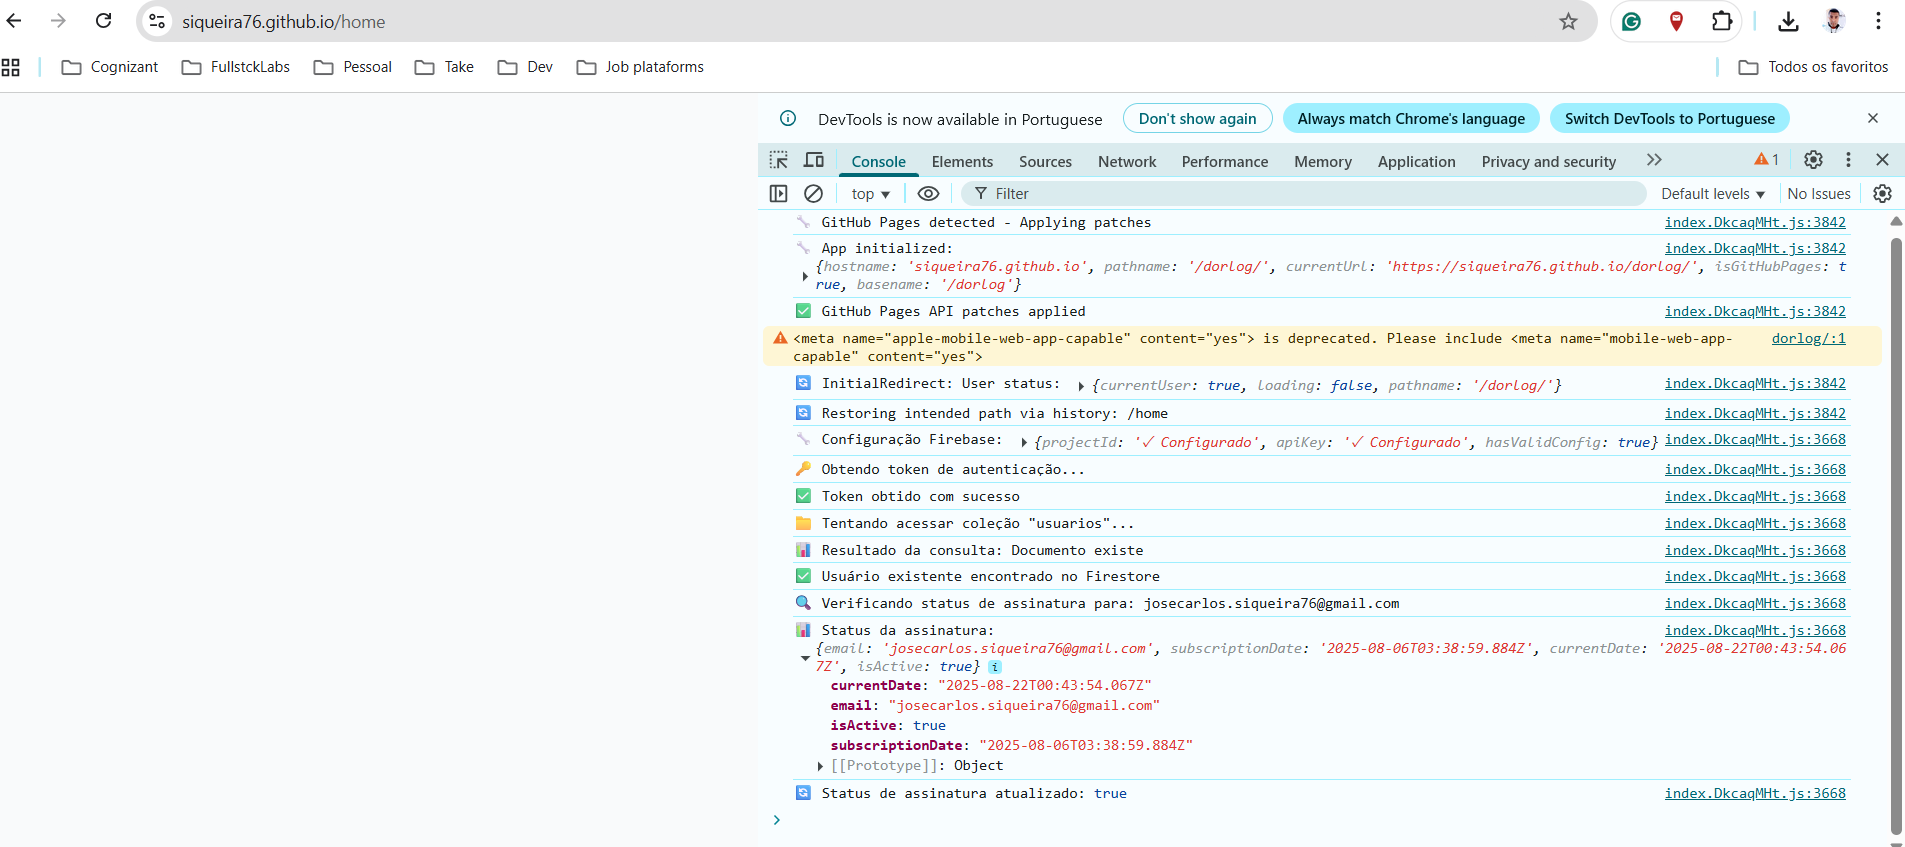 siqueira76.github.io/home
Cognizant FullstckLabs Pessoal Take Dev Job plataforms Todos os favoritos
DevTools is now available in Portuguese Don't show again Always match Chrome's language Switch DevTools to Portuguese
Console Elements Sources Network Performance Memory Application Privacy and security 1
top Filter Default levels No Issues
GitHub Pages detected - Applying patches index.DkcaqMHt.js:3842
App initialized: index.DkcaqMHt.js:3842
{hostname: 'siqueira76.github.io', pathname: '/dorlog/', currentUrl: 'https://siqueira76.github.io/dorlog/', isGitHubPages: t
rue, basename: '/dorlog'}
GitHub Pages API patches applied index.DkcaqMHt.js:3842
<meta name="apple-mobile-web-app-capable" content="yes"> is deprecated. Please include <meta name="mobile-web-app- dorlog/:1
capable" content="yes">
InitialRedirect: User status: {currentUser: true, loading: false, pathname: '/dorlog/'} index.DkcaqMHt.js:3842
Restoring intended path via history: /home index.DkcaqMHt.js:3842
Configuração Firebase: {projectId: '✓ Configurado', apiKey: '✓ Configurado', hasValidConfig: true} index.DkcaqMHt.js:3668
Obtendo token de autenticação... index.DkcaqMHt.js:3668
Token obtido com sucesso index.DkcaqMHt.js:3668
Tentando acessar coleção "usuarios"... index.DkcaqMHt.js:3668
Resultado da consulta: Documento existe index.DkcaqMHt.js:3668
Usuário existente encontrado no Firestore index.DkcaqMHt.js:3668
Verificando status de assinatura para: josecarlos.siqueira76@gmail.com index.DkcaqMHt.js:3668
Status da assinatura: index.DkcaqMHt.js:3668
{email: 'josecarlos.siqueira76@gmail.com', subscriptionDate: '2025-08-06T03:38:59.884Z', currentDate: '2025-08-22T00:43:54.06
7Z', isActive: true} i
currentDate: "2025-08-22T00:43:54.067Z"
email: "josecarlos.siqueira76@gmail.com"
isActive: true
subscriptionDate: "2025-08-06T03:38:59.884Z"
[[Prototype]]: Object
Status de assinatura atualizado: true index.DkcaqMHt.js:3668